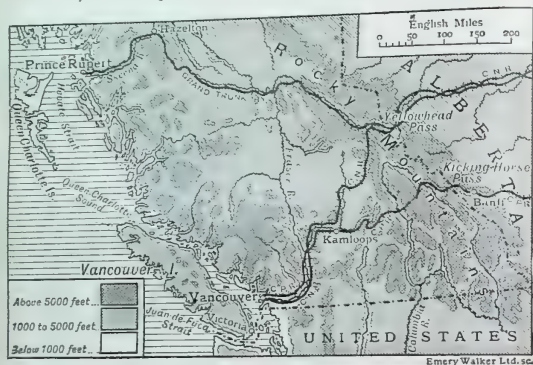 English Miles
0 50 100 150 200
Hazelton
Prince Rupert
Skeena
GRAND TRUNK
Rocky Mountains
ALBERTA
C.N.R.
Yellowhead
Pass
Kicking Horse
Pass
Banff
C.P.R.
Hecate Strait
Queen Charlotte Is.
Queen Charlotte
Sound
Fraser R.
C.N.R.
Kamloops
Vancouver I.
Vancouver
C.P.R.
C.N.R.
Victoria
Juan de Fuca
Strait
Columbia
R.
UNITED STATES
Above 5000 feet...
1000 to 5000 feet..
Below 1000 feet..
Emery Walker Ltd. sc.